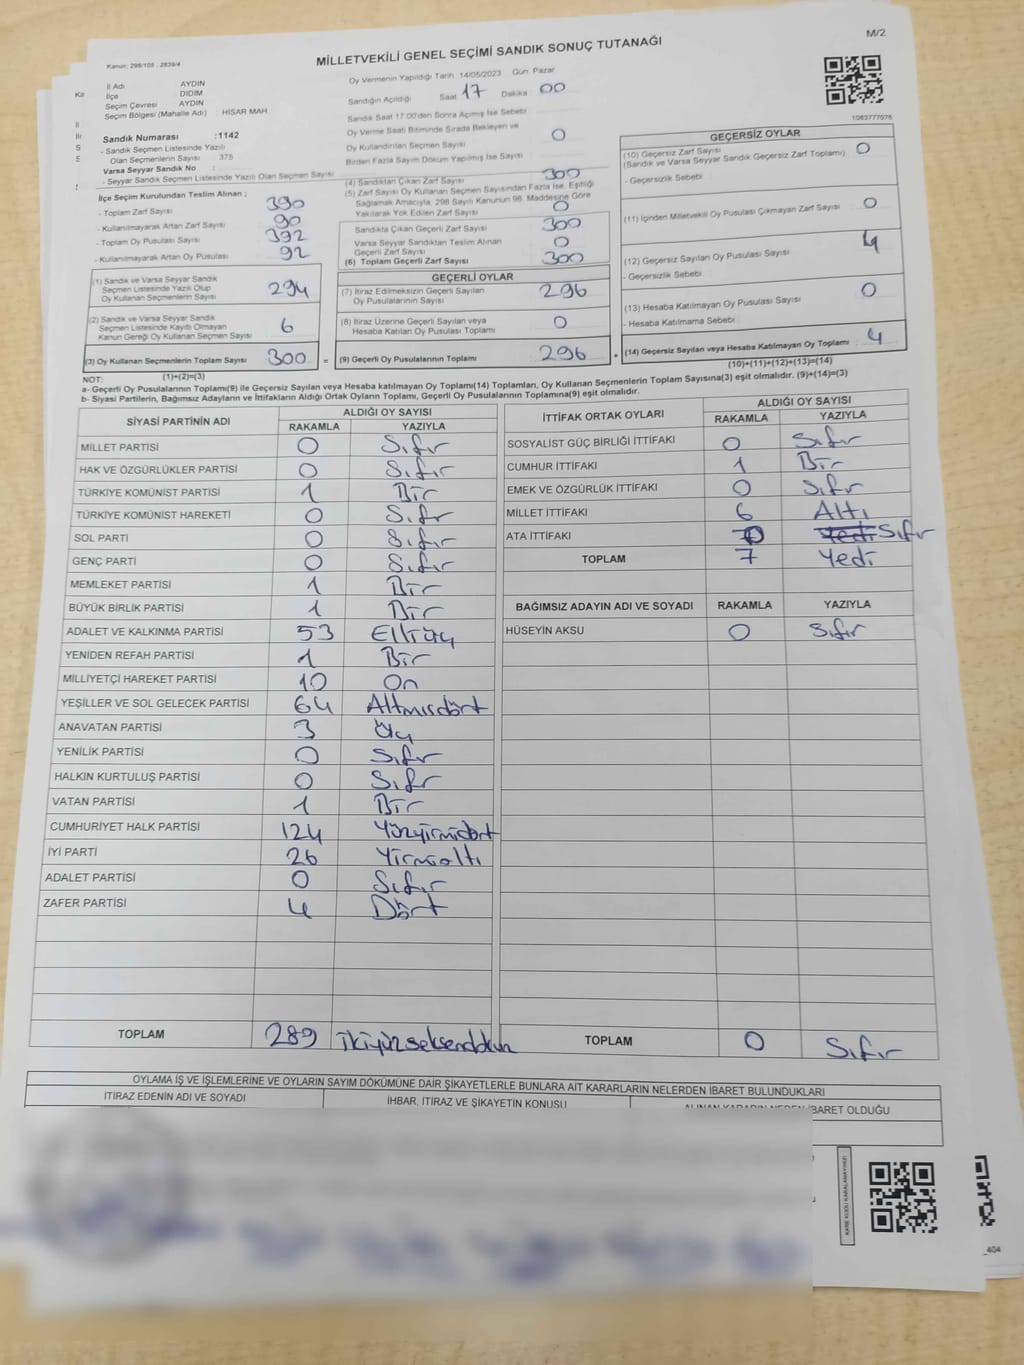 M/2
Kanun: 298/105 : 2839/4
MİLLETVEKİLİ GENEL SEÇİMİ SANDIK SONUÇ TUTANAĞI
İl Adı AYDIN
İlçe DİDİM
Seçim Çevresi AYDIN
Seçim Bölgesi (Mahalle Adı) : HİSAR MAH.
Sandık Numarası :1142
- Sandık Seçmen Listesinde Yazılı
Olan Seçmenlerin Sayısı 375
Varsa Seyyar Sandık No :
- Seyyar Sandık Seçmen Listesinde Yazılı Olan Seçmen Sayısı
Oy Vermenin Yapıldığı Tarih 14/05/2023 Gün: Pazar
Sandığın Açıldığı Saat 17 Dakika 00
Sandık Saat 17:00'den Sonra Açımış İse Sebebi
Oy Verme Saati Bitiminde Sırada Bekleyen ve
Oy Kullandırılan Seçmen Sayısı 0
Birden Fazla Sayım Döküm Yapılmış İse Sayısı
1083777076
İlçe Seçim Kurulundan Teslim Alınan ;
- Toplam Zarf Sayısı 390
- Kullanılmayarak Artan Zarf Sayısı 90
- Toplam Oy Pusulası Sayısı 392
- Kullanılmayarak Artan Oy Pusulası 92
(4) Sandıktan Çıkan Zarf Sayısı 300
(5) Zarf Sayısı Oy Kullanan Seçmen Sayısından Fazla İse, Eşitliği
Sağlamak Amacıyla, 298 Sayılı Kanunun 98. Maddesine Göre
Yakılarak Yok Edilen Zarf Sayısı 0
Sandıkta Çıkan Geçerli Zarf Sayısı 300
Varsa Seyyar Sandıktan Teslim Alınan
Geçerli Zarf Sayısı 0
(6) Toplam Geçerli Zarf Sayısı 300
GEÇERSİZ OYLAR
(10) Geçersiz Zarf Sayısı 0
(Sandık ve Varsa Seyyar Sandık Geçersiz Zarf Toplamı)
- Geçersizlik Sebebi
(11) İçinden Milletvekili Oy Pusulası Çıkmayan Zarf Sayısı 0
(12) Geçersiz Sayılan Oy Pusulası Sayısı 4
- Geçersizlik Sebebi
(13) Hesaba Katılmayan Oy Pusulası Sayısı 0
- Hesaba Katılmama Sebebi
(14) Geçersiz Sayılan veya Hesaba Katılmayan Oy Toplamı : 4
(10)+(11)+(12)+(13)=(14)
(1) Sandık ve Varsa Seyyar Sandık
Seçmen Listesinde Yazılı Olup
Oy Kullanan Seçmenlerin Sayısı 294
(2) Sandık ve Varsa Seyyar Sandık
Seçmen Listesinde Kayıtlı Olmayan
Kanun Gereği Oy Kullanan Seçmen Sayısı 6
(3) Oy Kullanan Seçmenlerin Toplam Sayısı 300 =
(1)+(2)=(3)
GEÇERLİ OYLAR
(7) İtiraz Edilmeksizin Geçerli Sayılan
Oy Pusulalarının Sayısı 296
(8) İtiraz Üzerine Geçerli Sayılan veya
Hesaba Katılan Oy Pusulası Toplamı 0
(9) Geçerli Oy Pusulalarının Toplamı 296 +
NOT:
a- Geçerli Oy Pusulalarının Toplamı(9) ile Geçersiz Sayılan veya Hesaba katılmayan Oy Toplamı(14) Toplamları, Oy Kullanan Seçmenlerin Toplam Sayısına(3) eşit olmalıdır. (9)+(14)=(3)
b- Siyasi Partilerin, Bağımsız Adayların ve İttifakların Aldığı Ortak Oyların Toplamı, Geçerli Oy Pusulaları Toplamına(9) eşit olmalıdır.
SİYASİ PARTİNİN ADI ALDIĞI OY SAYISI
RAKAMLA YAZIYLA
MİLLET PARTİSİ 0 Sıfır
HAK VE ÖZGÜRLÜKLER PARTİSİ 0 Sıfır
TÜRKİYE KOMÜNİST PARTİSİ 1 Bir
TÜRKİYE KOMÜNİST HAREKETİ 0 Sıfır
SOL PARTİ 0 Sıfır
GENÇ PARTİ 0 Sıfır
MEMLEKET PARTİSİ 1 Bir
BÜYÜK BİRLİK PARTİSİ 1 Bir
ADALET VE KALKINMA PARTİSİ 53 Elliüç
YENİDEN REFAH PARTİSİ 1 Bir
MİLLİYETÇİ HAREKET PARTİSİ 10 On
YEŞİLLER VE SOL GELECEK PARTİSİ 64 Altmısdört
ANAVATAN PARTİSİ 3 Üç
YENİLİK PARTİSİ 0 Sıfır
HALKIN KURTULUŞ PARTİSİ 0 Sıfır
VATAN PARTİSİ 1 Bir
CUMHURİYET HALK PARTİSİ 124 Yüzyirmidört
İYİ PARTİ 26 Yirmialtı
ADALET PARTİSİ 0 Sıfır
ZAFER PARTİSİ 4 Dört
TOPLAM 289 ikiyüzseksendokuz
İTTİFAK ORTAK OYLARI ALDIĞI OY SAYISI
RAKAMLA YAZIYLA
SOSYALİST GÜÇ BİRLİĞİ İTTİFAKI 0 Sıfır
CUMHUR İTTİFAKI 1 Bir
EMEK VE ÖZGÜRLÜK İTTİFAKI 0 Sıfır
MİLLET İTTİFAKI 6 Altı
ATA İTTİFAKI 0 Yedi Sıfır
TOPLAM 7 Yedi
BAĞIMSIZ ADAYIN ADI VE SOYADI RAKAMLA YAZIYLA
HÜSEYİN AKSU 0 Sıfır
TOPLAM 0 Sıfır
OYLAMA İŞ VE İŞLEMLERİNE VE OYLARIN SAYIM DÖKÜMÜNE DAİR ŞİKAYETLERLE BUNLARA AİT KARARLARIN NELERDEN İBARET BULUNDUKLARI
İTİRAZ EDENİN ADI VE SOYADI İHBAR, İTİRAZ VE ŞİKAYETİN KONUSU ALINAN KARARIN NEDEN İBARET OLDUĞU
KARE KODU KARALAMAYINIZ!
_404